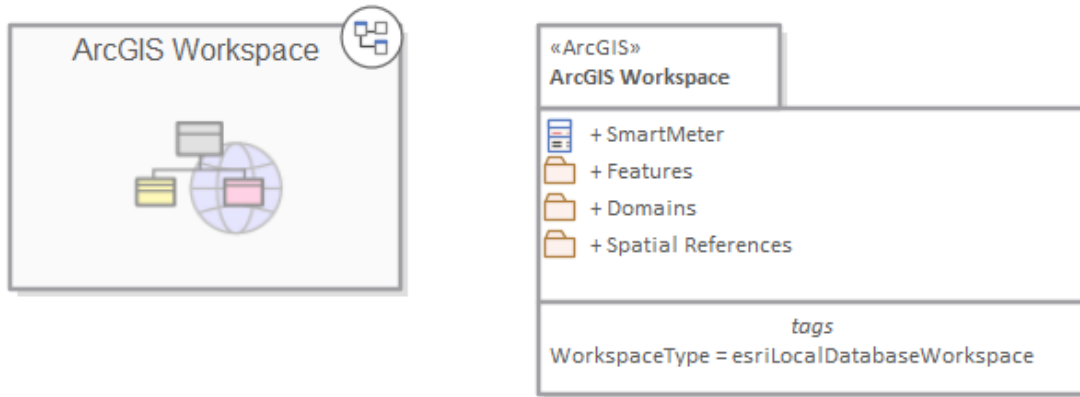 ArcGIS Workspace
«ArcGIS»
ArcGIS Workspace
+ SmartMeter
+ Features
+ Domains
+ Spatial References
tags
WorkspaceType = esriLocalDatabaseWorkspace